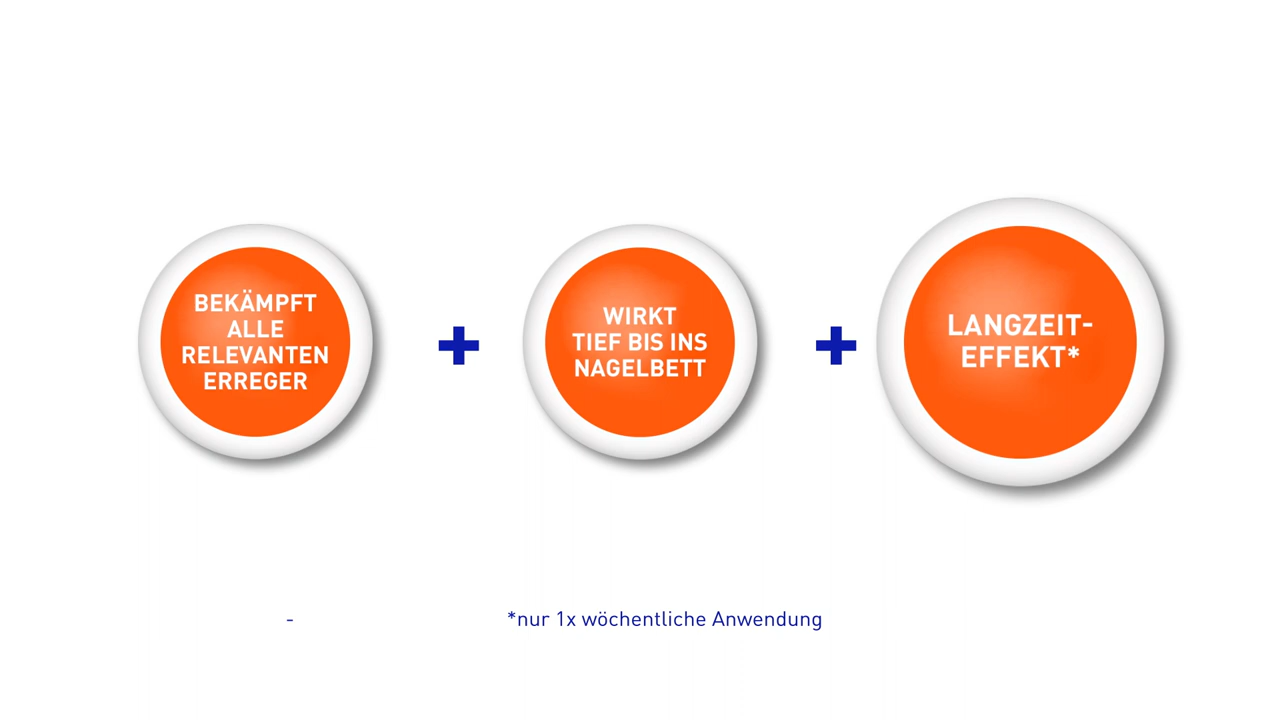 BEKÄMPFT
ALLE
RELEVANTEN
ERREGER
+
WIRKT
TIEF BIS INS
NAGELBETT
+
LANGZEIT-
EFFEKT*
-
*nur 1x wöchentliche Anwendung